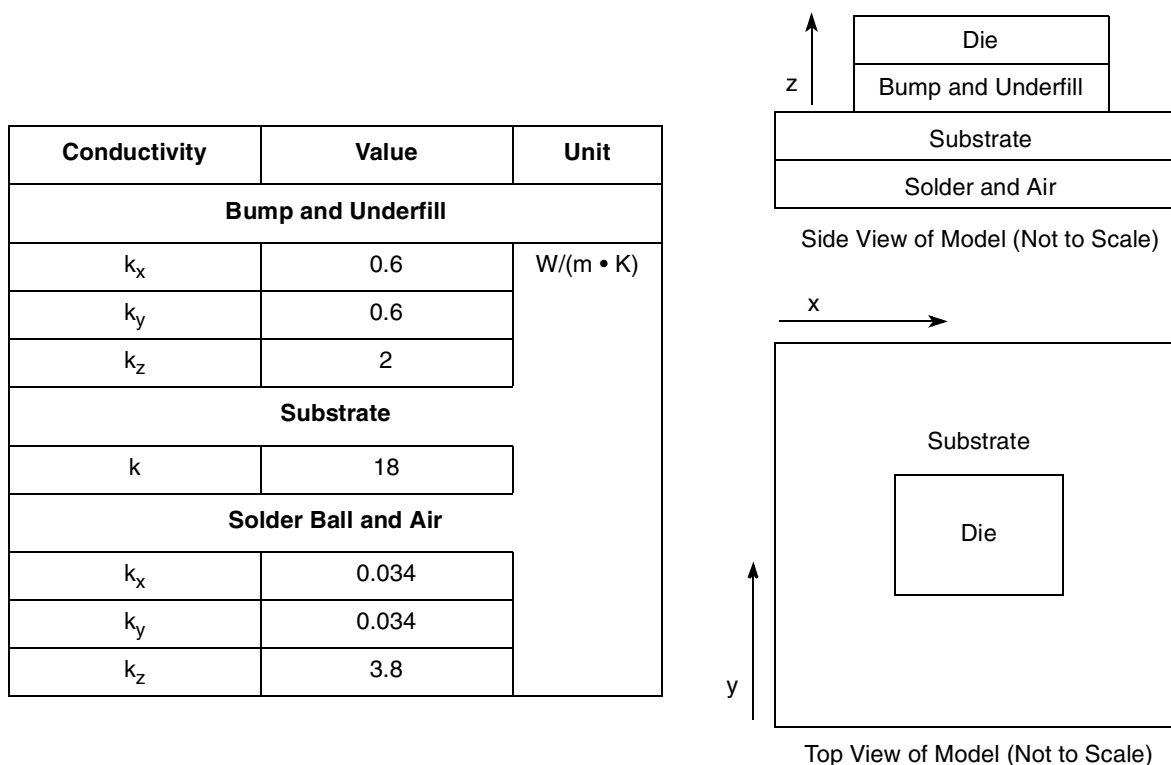 Conductivity Value Unit
Bump and Underfill
kx 0.6 W/(m • K)
ky 0.6
kz 2
Substrate
k 18
Solder Ball and Air
kx 0.034
ky 0.034
kz 3.8
z
Die
Bump and Underfill
Substrate
Solder and Air
Side View of Model (Not to Scale)
x
Substrate
Die
y
Top View of Model (Not to Scale)